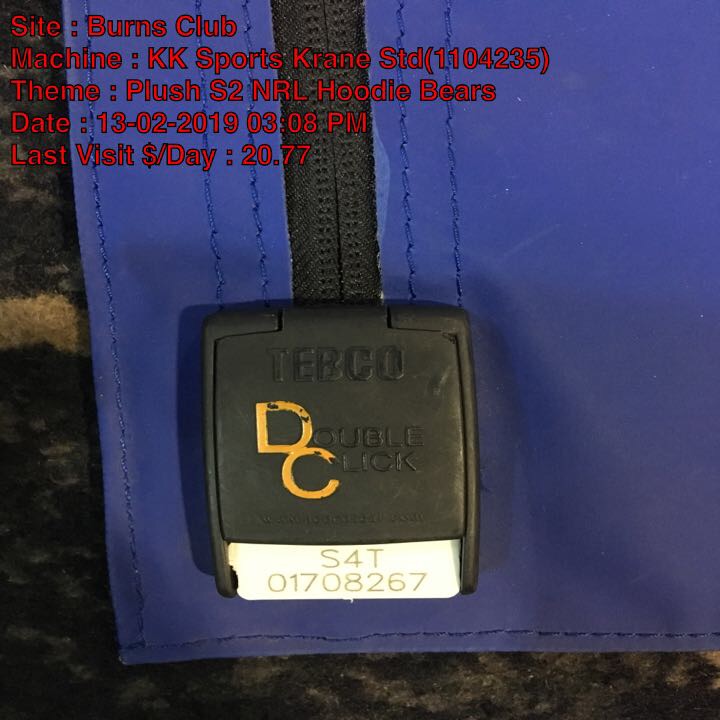 Site : Burns Club
Machine : KK Sports Krane Std(1104235)
Theme : Plush S2 NRL Hoodie Bears
Date : 13-02-2019 03:08 PM
Last Visit $/Day : 20.77
TEBCO
DOUBLE
CLICK
S4T
01708267